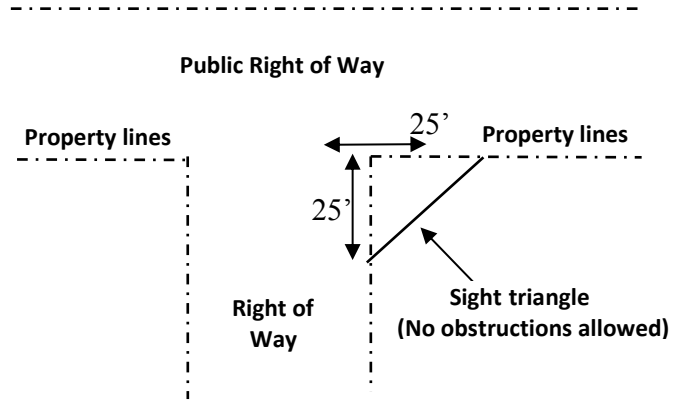 Public Right of Way
25’
Property lines
Property lines
25’
Right of
Way
Sight triangle
(No obstructions allowed)